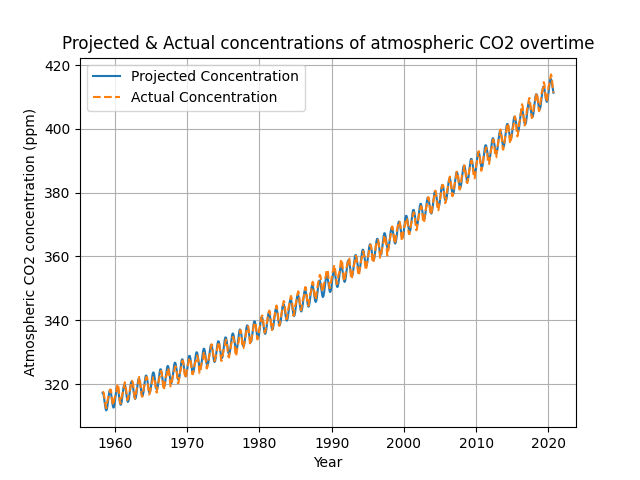 Projected & Actual concentrations of atmospheric CO2 overtime
Projected Concentration
Actual Concentration
Atmospheric CO2 concentration (ppm)
420
400
380
360
340
320
1960 1970 1980 1990 2000 2010 2020
Year